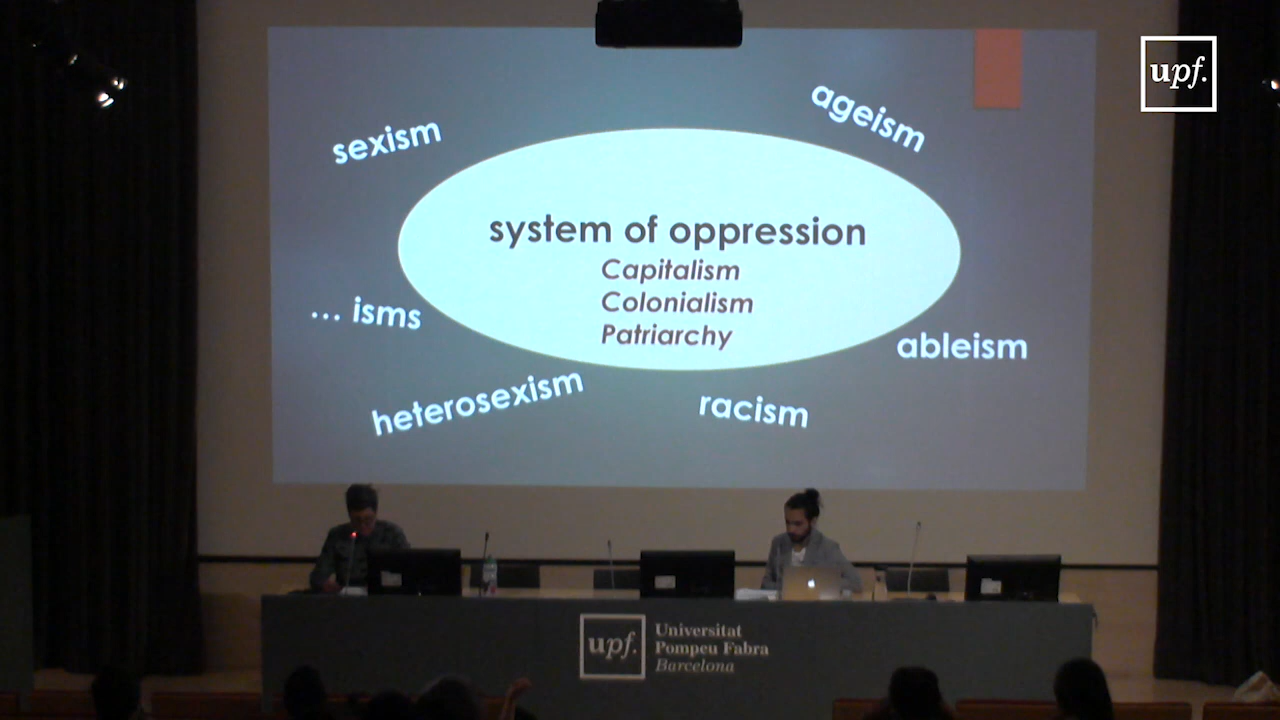 upf.
ageism
sexism
system of oppression
Capitalism
Colonialism
Patriarchy
... isms
ableism
heterosexism
racism
upf.
Universitat
Pompeu Fabra
Barcelona